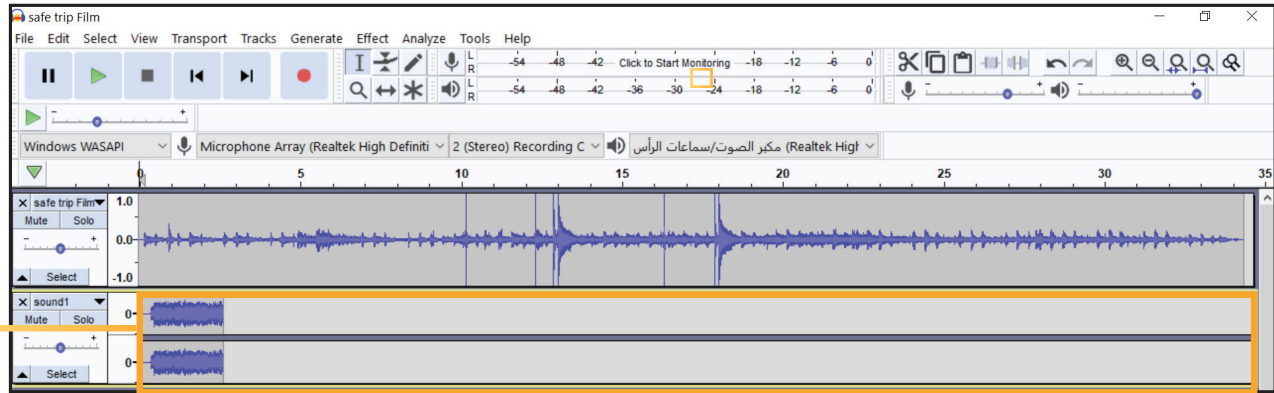 safe trip Film
File Edit Select View Transport Tracks Generate Effect Analyze Tools Help
L
R
-54 -48 -42 Click to Start Monitoring -18 -12 -6 0
L
R
-54 -48 -42 -36 -30 -24 -18 -12 -6 0
- +
- +
- +
Windows WASAPI Microphone Array (Realtek High Definiti 2 (Stereo) Recording C مكبر الصوت/سماعات الرأس (Realtek High
0 5 10 15 20 25 30 35
safe trip Film 1.0
Mute Solo
- + 0.0
Select -1.0
sound1
Mute Solo 0
- +
Select 0